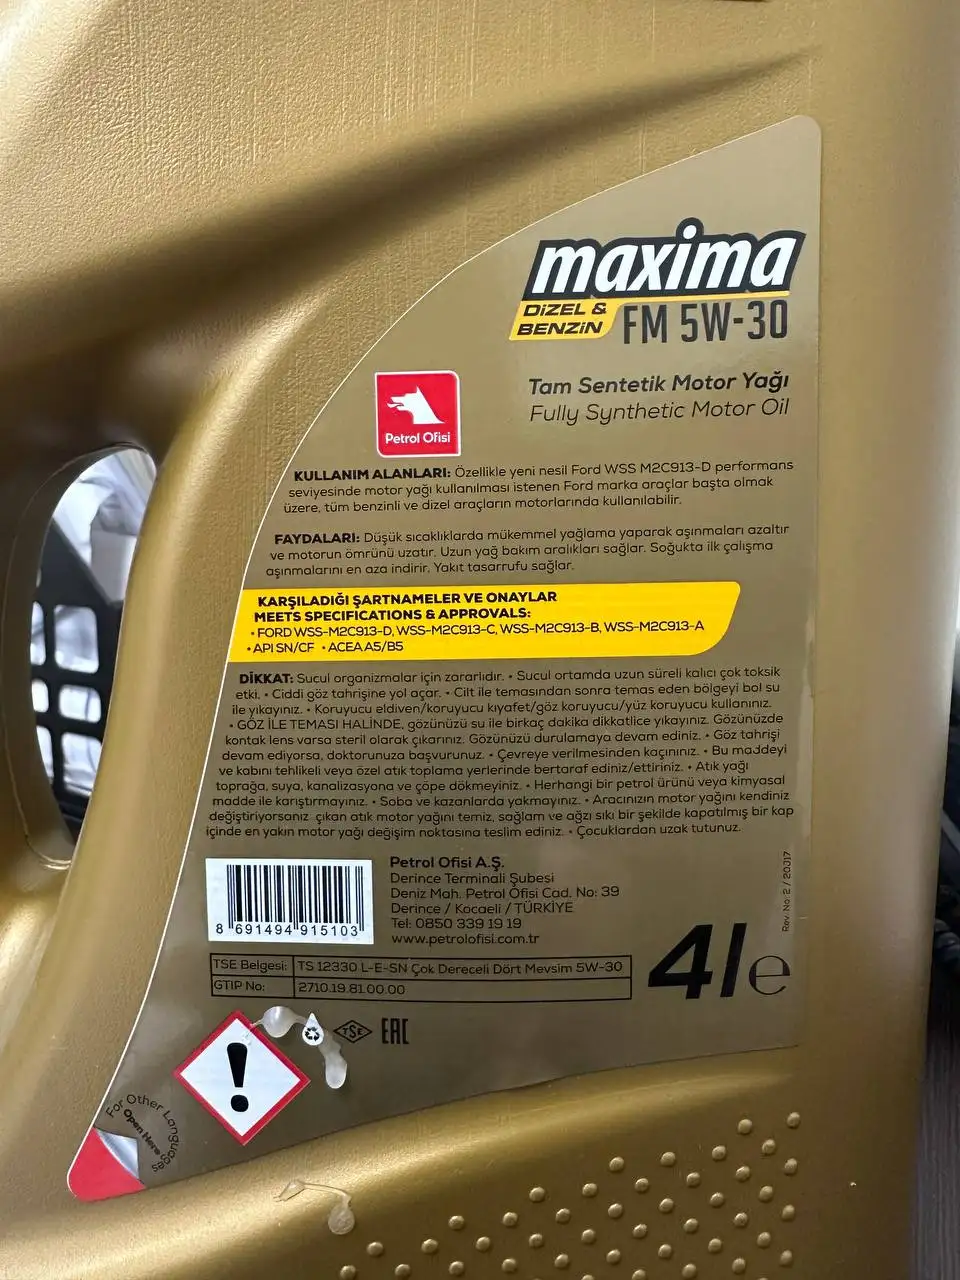 maxima
DİZEL &
BENZİN
FM 5W-30
Tam Sentetik Motor Yağı
Fully Synthetic Motor Oil
Petrol Ofisi
KULLANIM ALANLARI: Özellikle yeni nesil Ford WSS M2C913-D performans
seviyesinde motor yağı kullanılması istenen Ford marka araçlar başta olmak
üzere, tüm benzinli ve dizel araçların motorlarında kullanılabilir.
FAYDALARI: Düşük sıcaklıklarda mükemmel yağlama yaparak aşınmaları azaltır
ve motorun ömrünü uzatır. Uzun yağ bakım aralıkları sağlar. Soğukta ilk çalışma
aşınmalarını en aza indirir. Yakıt tasarrufu sağlar.
KARŞILADIĞI ŞARTNAMELER VE ONAYLAR
MEETS SPECIFICATIONS & APPROVALS:
• FORD WSS-M2C913-D, WSS-M2C913-C, WSS-M2C913-B, WSS-M2C913-A
• API SN/CF • ACEA A5/B5
DİKKAT: Sucul organizmalar için zararlıdır. • Sucul ortamda uzun süreli kalıcı çok toksik
etki. • Ciddi göz tahrişine yol açar. • Cilt ile temasından sonra temas eden bölgeyi bol su
ile yıkayınız. • Koruyucu eldiven/koruyucu kıyafet/göz koruyucu/yüz koruyucu kullanınız.
• GÖZ İLE TEMASI HALİNDE, gözünüzü su ile birkaç dakika dikkatlice yıkayınız. Gözünüzde
kontak lens varsa steril olarak çıkarınız. Gözünüzü durulamaya devam ediniz. • Göz tahrişi
devam ediyorsa, doktorunuza başvurunuz. • Çevreye verilmesinden kaçınınız. • Bu maddeyi
ve kabını tehlikeli veya özel atık toplama yerlerinde bertaraf ediniz/ettiriniz. • Atık yağı
toprağa, suya, kanalizasyona ve çöpe dökmeyiniz. • Herhangi bir petrol ürünü veya kimyasal
madde ile karıştırmayınız. • Soba ve kazanlarda yakmayınız. • Aracınızın motor yağını kendiniz
değiştiriyorsanız çıkan atık motor yağını temiz, sağlam ve ağzı sıkı bir şekilde kapatılmış bir kap
içinde en yakın motor yağı değişim noktasına teslim ediniz. • Çocuklardan uzak tutunuz.
8 691494 915103
Petrol Ofisi A.Ş.
Derince Terminali Şubesi
Deniz Mah. Petrol Ofisi Cad. No: 39
Derince / Kocaeli / TÜRKİYE
Tel: 0850 339 19 19
www.petrolofisi.com.tr
Rev. No: 2 / 20317
TSE Belgesi: TS 12330 L-E-SN Çok Dereceli Dört Mevsim 5W-30
GTIP No: 2710.19.81.00.00
4l e
TSE EAC
For Other Languages
Open Here